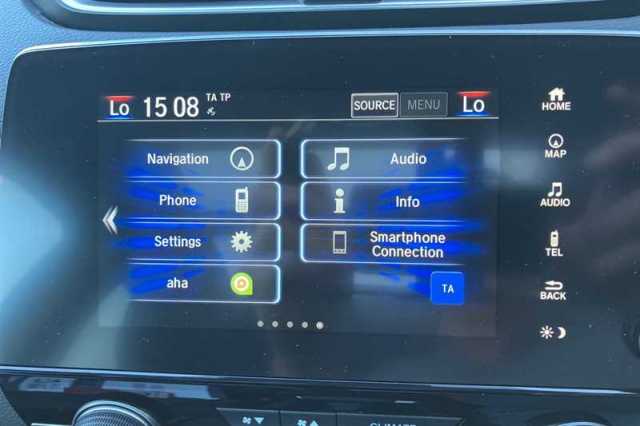 Lo 15 08 TA TP SOURCE MENU Lo
Navigation
Audio
Phone
Info
Settings
Smartphone
Connection
aha
TA
HOME
MAP
AUDIO
TEL
BACK
CLIMATE